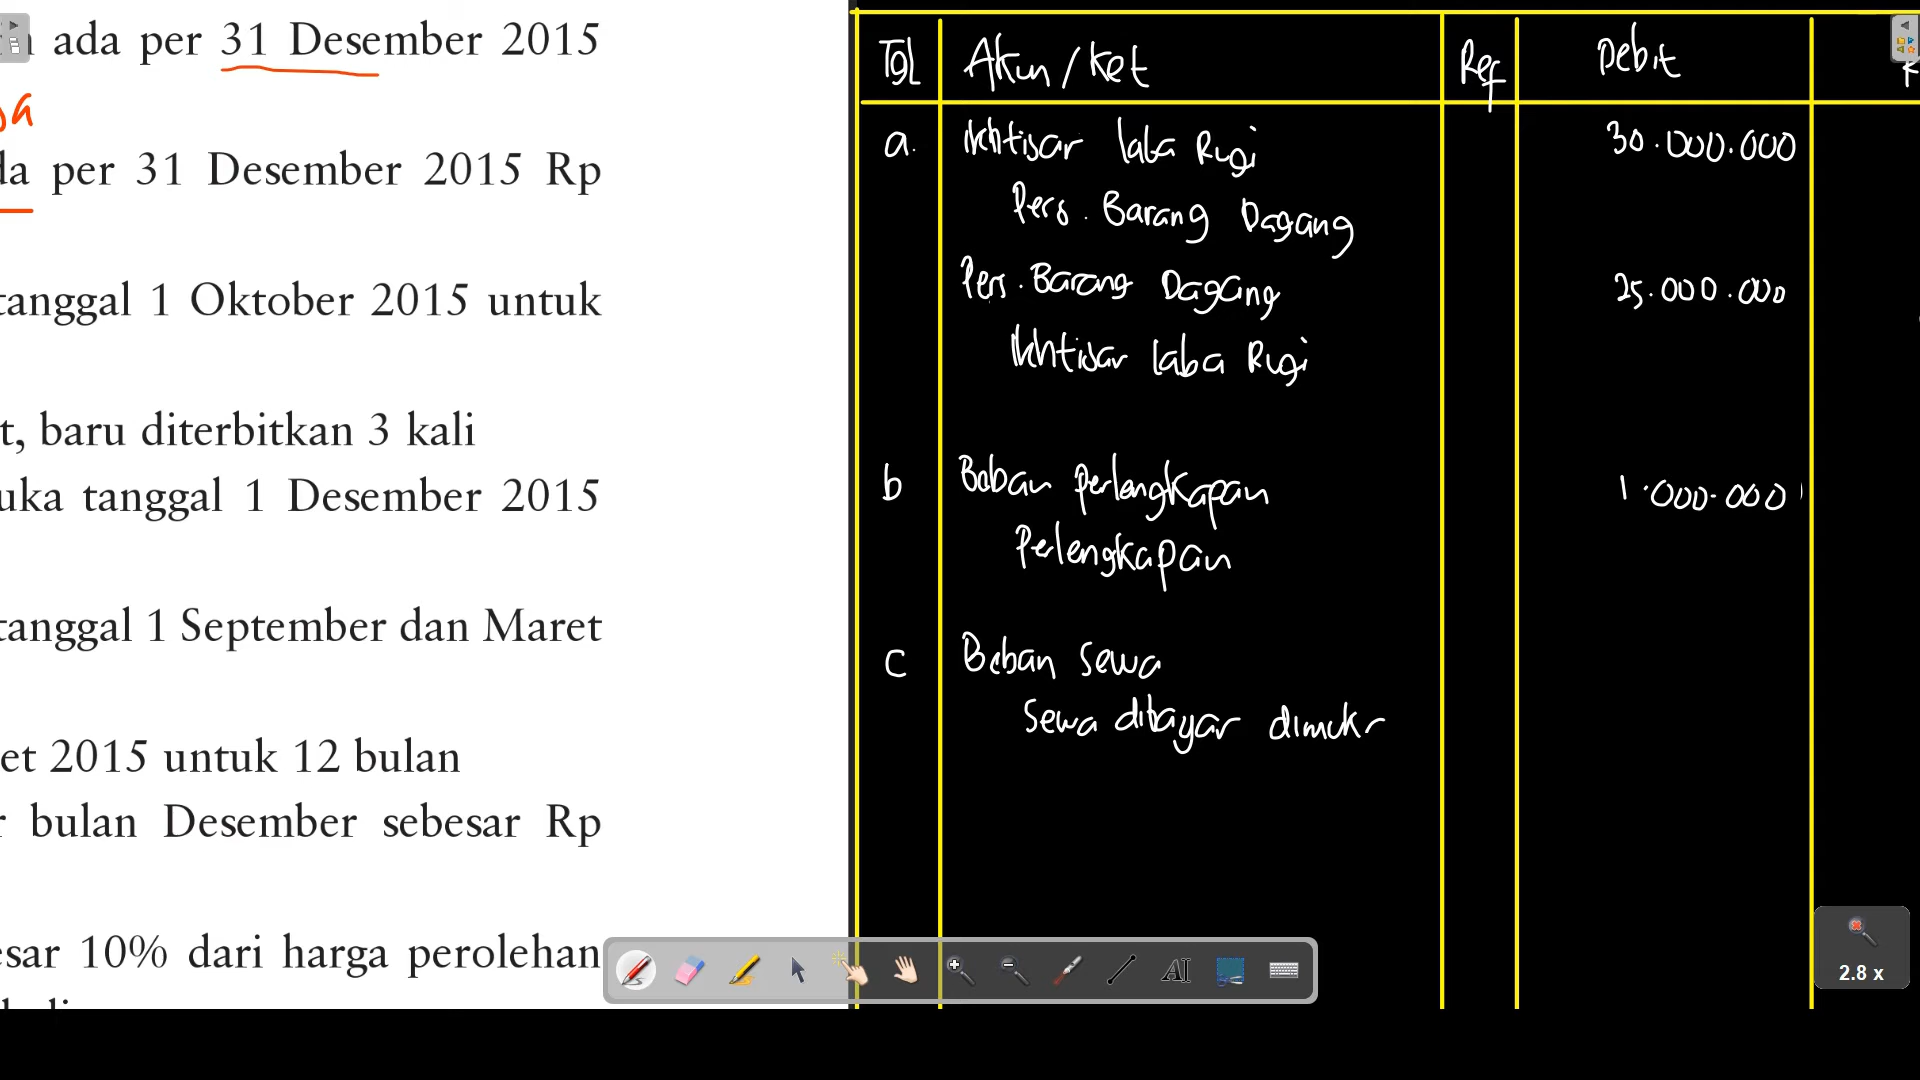 ada per 31 Desember 2015
ga
da per 31 Desember 2015 Rp
tanggal 1 Oktober 2015 untuk
t, baru diterbitkan 3 kali
uka tanggal 1 Desember 2015
tanggal 1 September dan Maret
et 2015 untuk 12 bulan
r bulan Desember sebesar Rp
esar 10% dari harga perolehan
Tgl Akun/ket Ref Debit K
a. Ikhtisar laba Rugi 30.000.000
Pers. Barang Dagang
Pers. Barang Dagang 25.000.000
Ikhtisar laba Rugi
b Beban perlengkapan 1.000.000
Perlengkapan
c Beban sewa
Sewa dibayar dimuk
AI
2.8 x